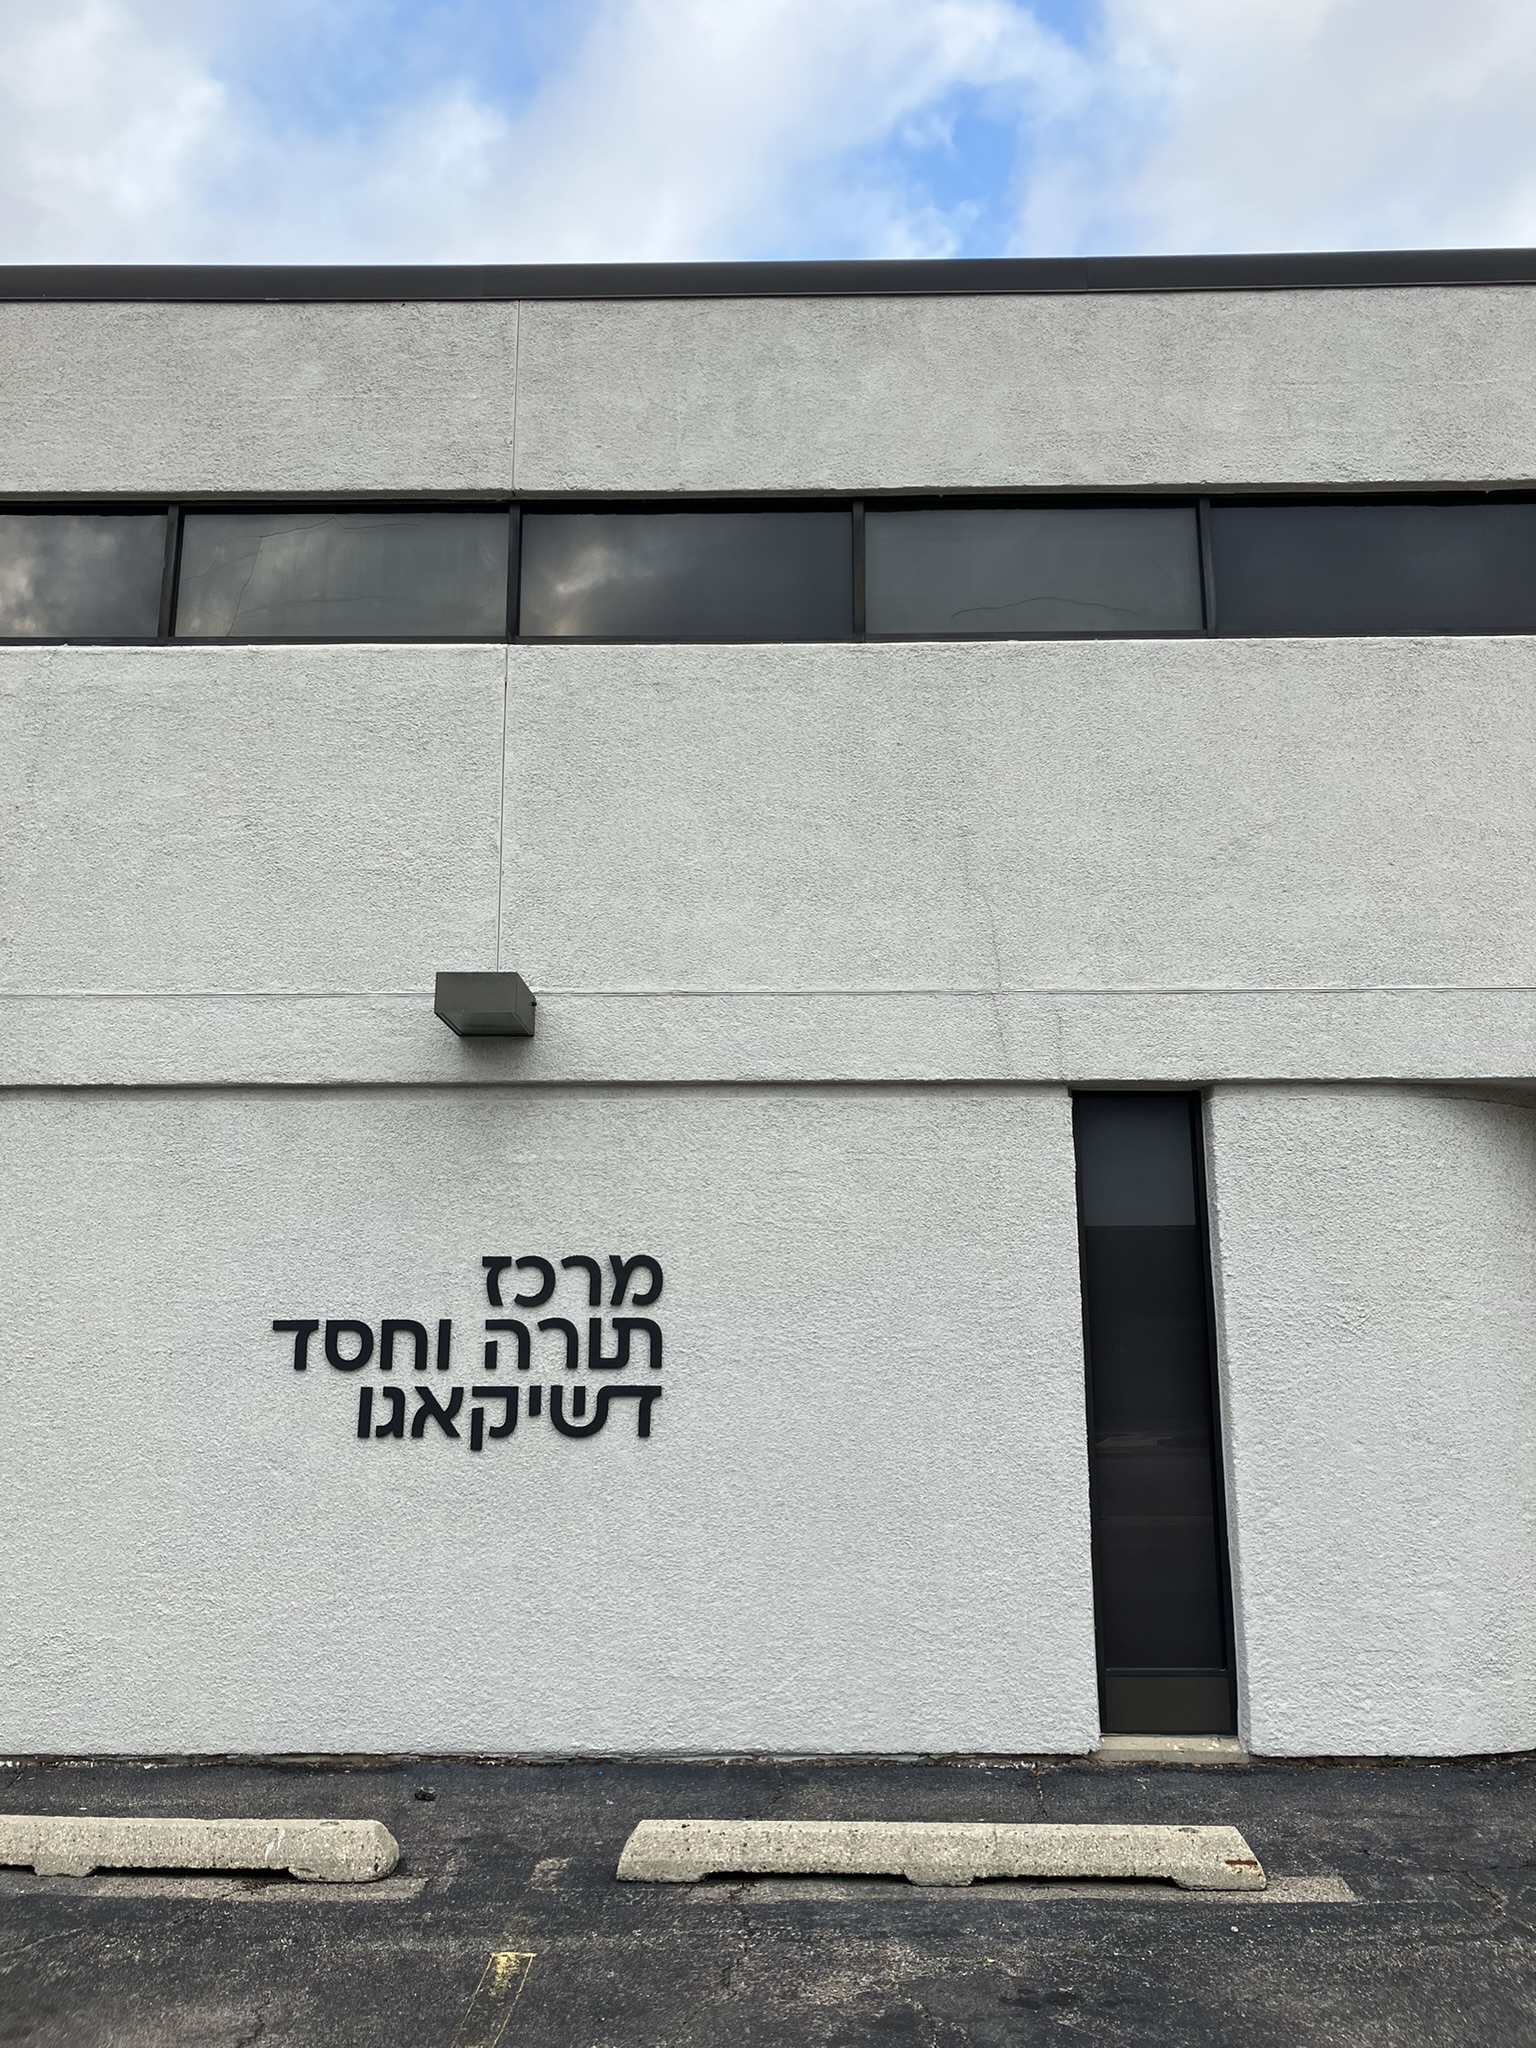 מרכז
תורה וחסד
דשיקאגו